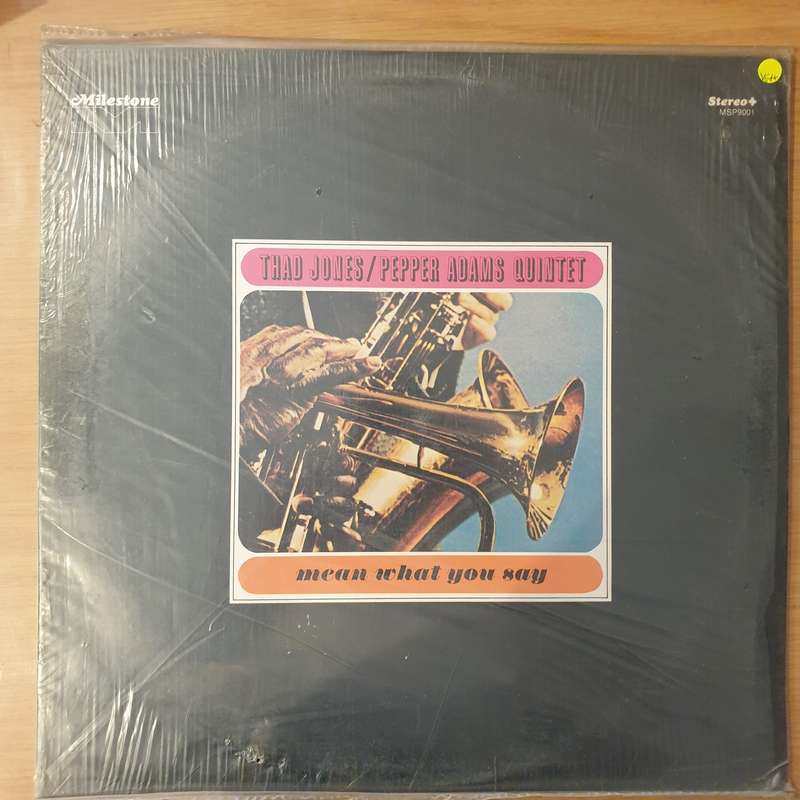 Milestone
Stereo+
MSP9001
THAD JONES/PEPPER ADAMS QUINTET
mean what you say